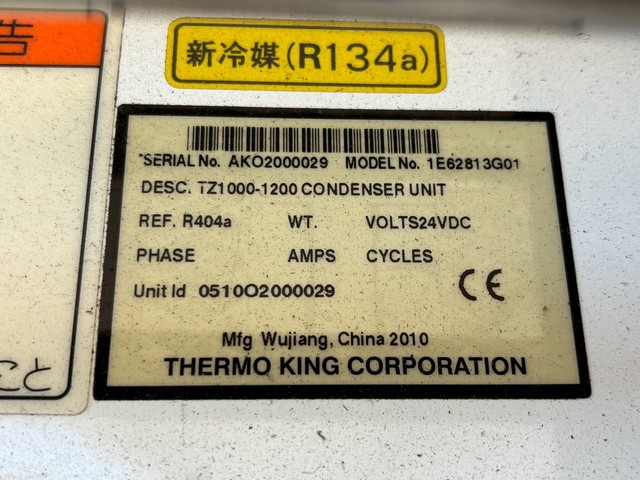 告
新冷媒(R134a)
SERIAL No. AKO2000029 MODEL No. 1E62813G01
DESC. TZ1000-1200 CONDENSER UNIT
REF. R404a WT. VOLTS24VDC
PHASE AMPS CYCLES
Unit Id 0510O2000029
CE
Mfg Wujiang, China 2010
THERMO KING CORPORATION
こと